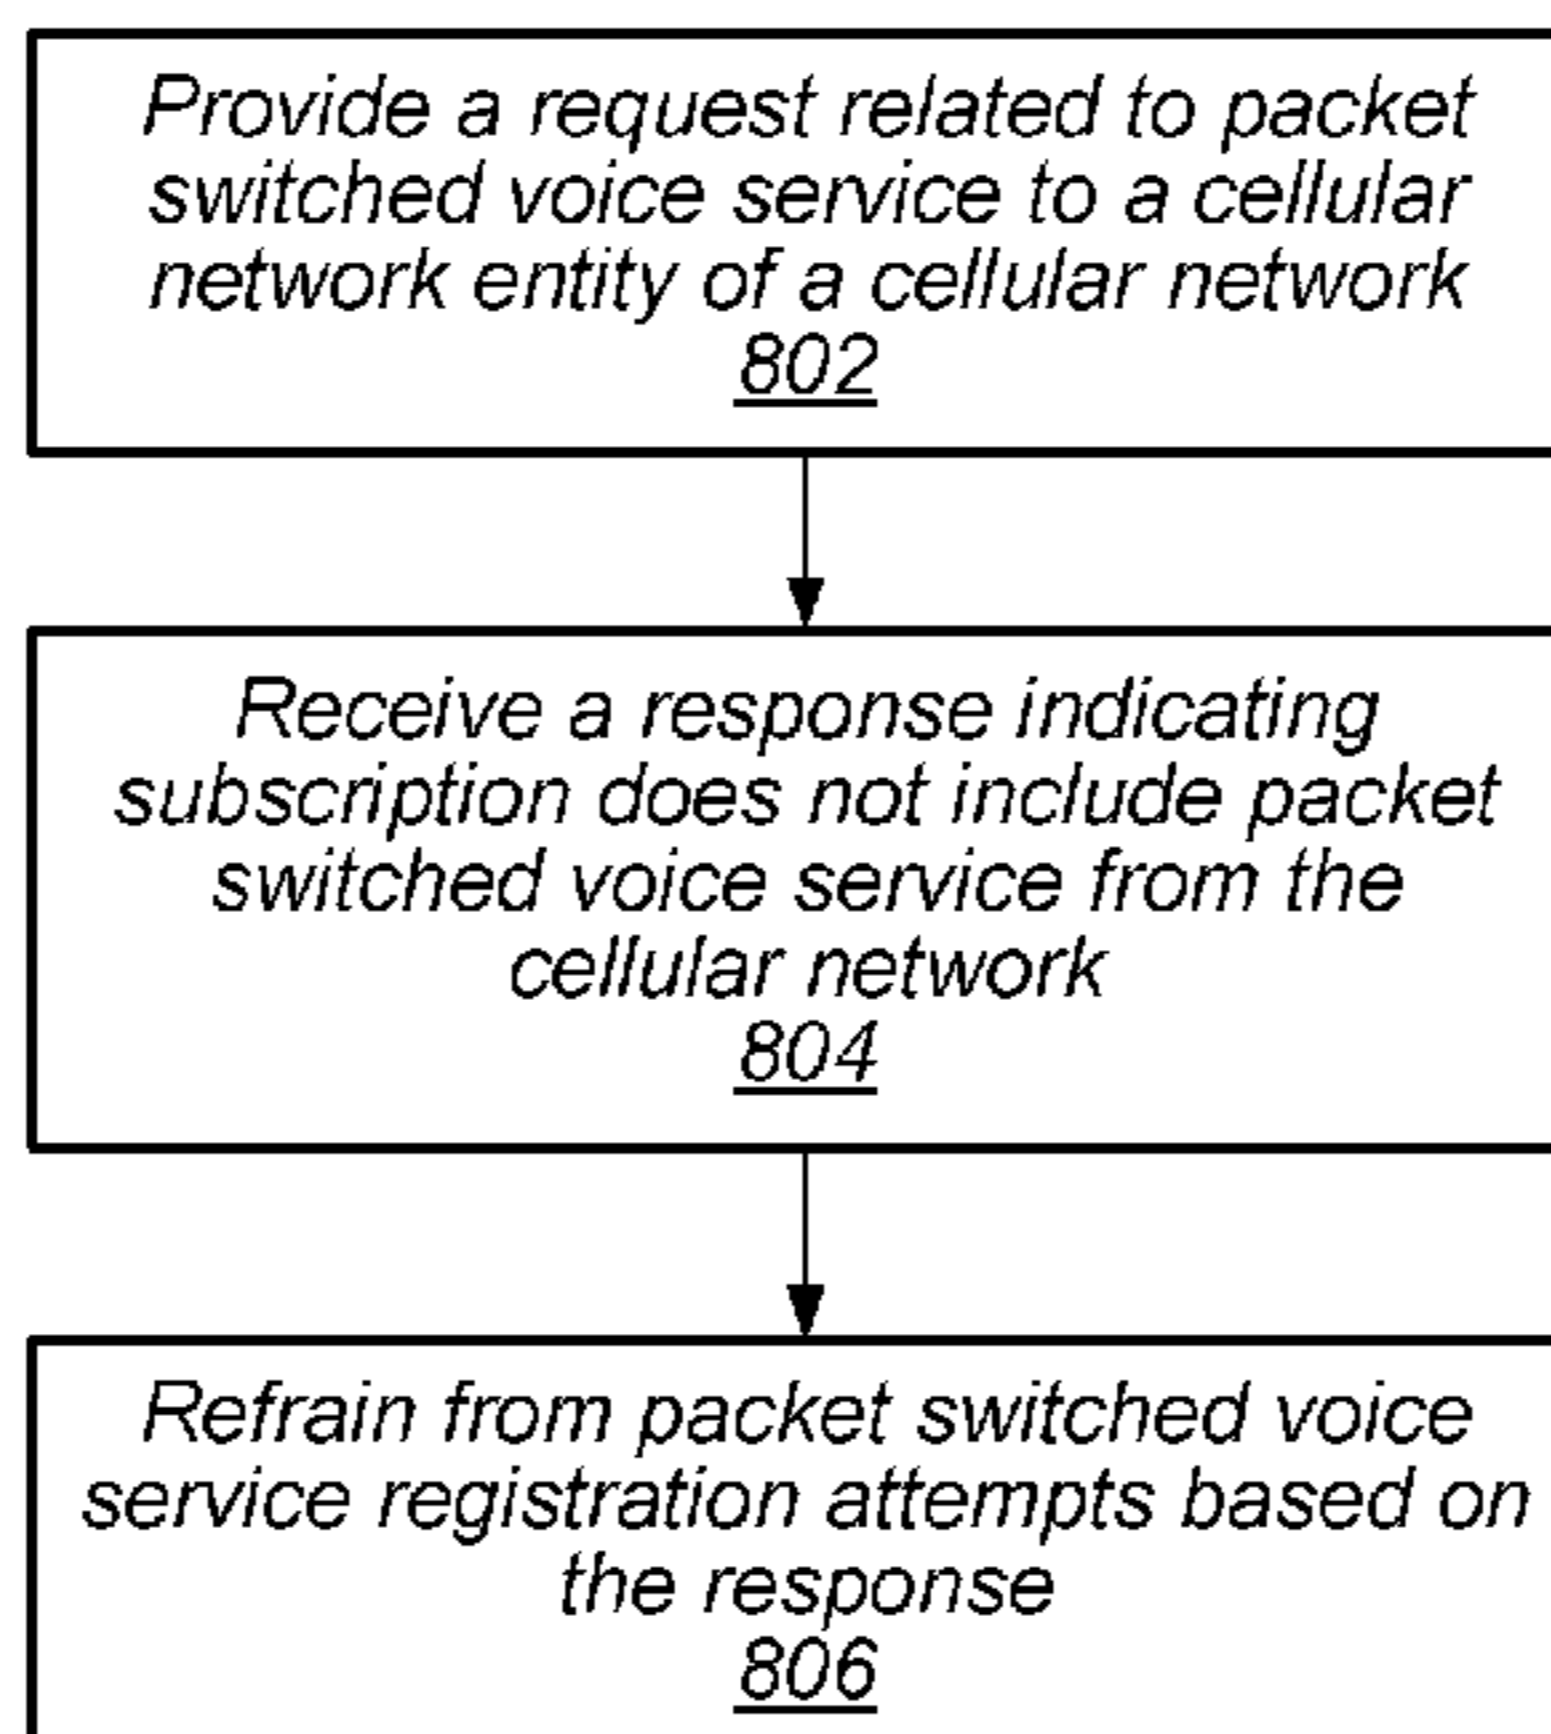 Provide a request related to packet
switched voice service to a cellular
network entity of a cellular network
802
Receive a response indicating
subscription does not include packet
switched voice service from the
cellular network
804
Refrain from packet switched voice
service registration attempts based on
the response
806